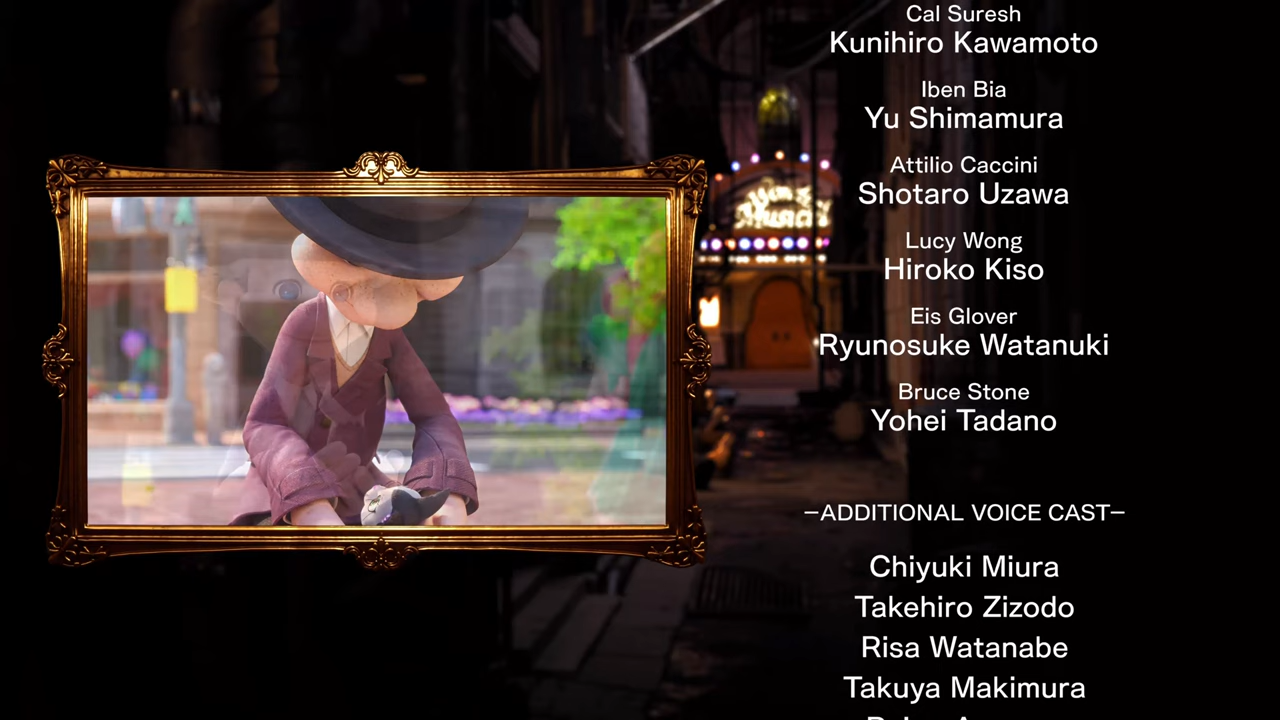 Cal Suresh
Kunihiro Kawamoto
Iben Bia
Yu Shimamura
Attilio Caccini
Shotaro Uzawa
Lucy Wong
Hiroko Kiso
Eis Glover
Ryunosuke Watanuki
Bruce Stone
Yohei Tadano
–ADDITIONAL VOICE CAST–
Chiyuki Miura
Takehiro Zizodo
Risa Watanabe
Takuya Makimura